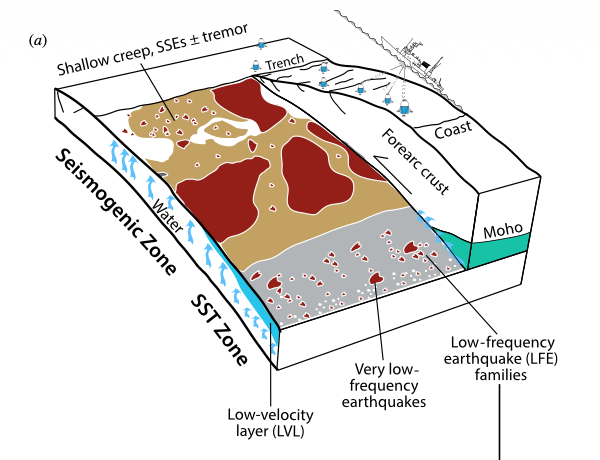 (a)
Shallow creep, SSEs ± tremor
Trench
Coast
Forearc crust
Moho
Seismogenic Zone
Water
SST Zone
Low-frequency
earthquake (LFE)
families
Very low-
frequency
earthquakes
Low-velocity
layer (LVL)